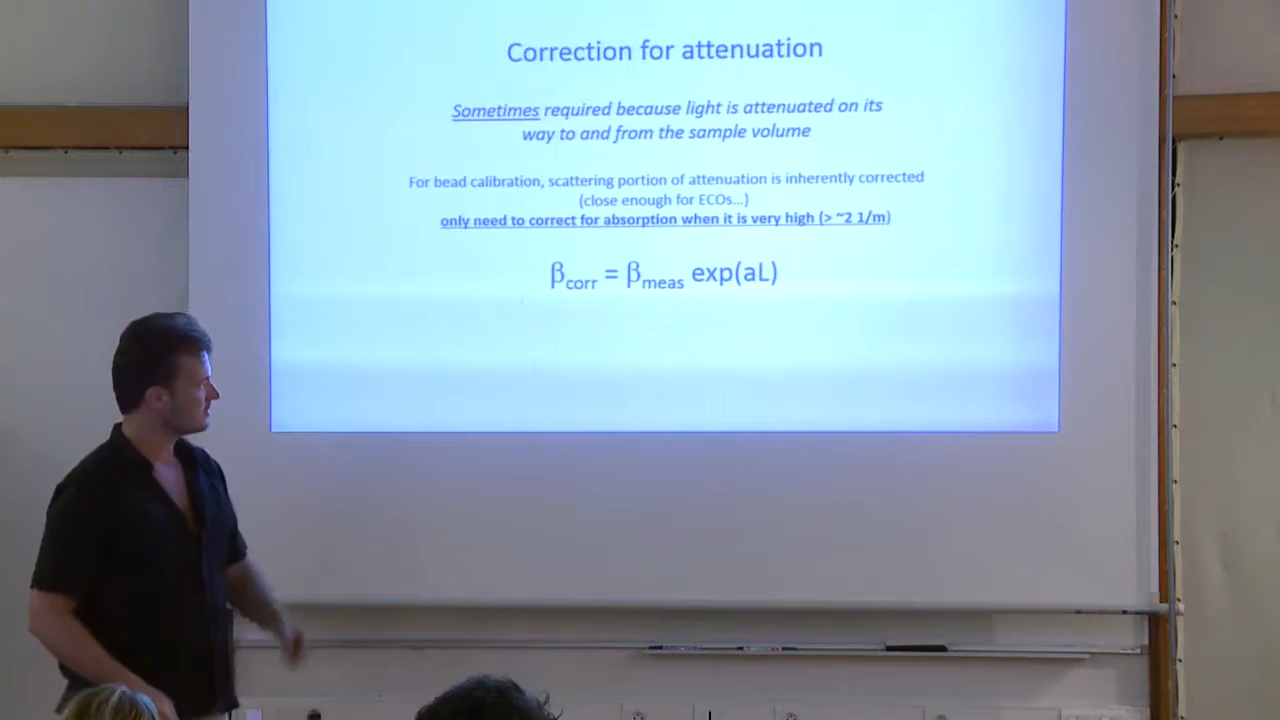 Correction for attenuation
Sometimes required because light is attenuated on its
way to and from the sample volume
For bead calibration, scattering portion of attenuation is inherently corrected
(close enough for ECOs...)
only need to correct for absorption when it is very high (> ~2 1/m)
βcorr = βmeas exp(aL)